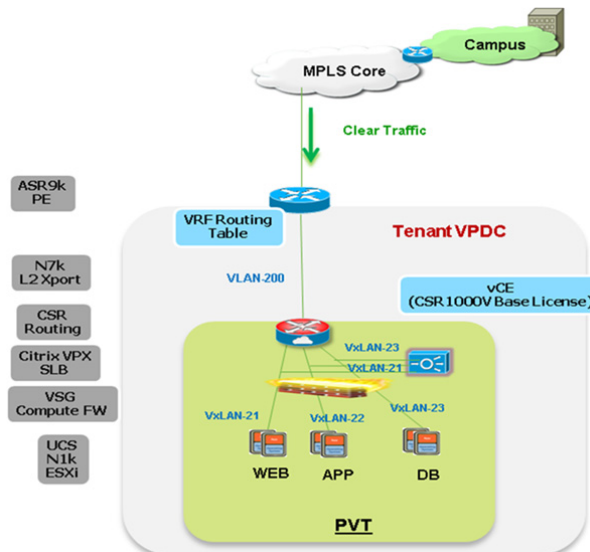 Campus
MPLS Core
Clear Traffic
ASR9k
PE
VRF Routing
Table
Tenant VPDC
N7k
L2 Xport
VLAN-200
vCE
(CSR 1000V Base License)
CSR
Routing
VxLAN-23
Citrix VPX
SLB
VxLAN-21
VSG
Compute FW
VxLAN-21
VxLAN-22
VxLAN-23
UCS
N1k
ESXi
WEB
APP
DB
PVT